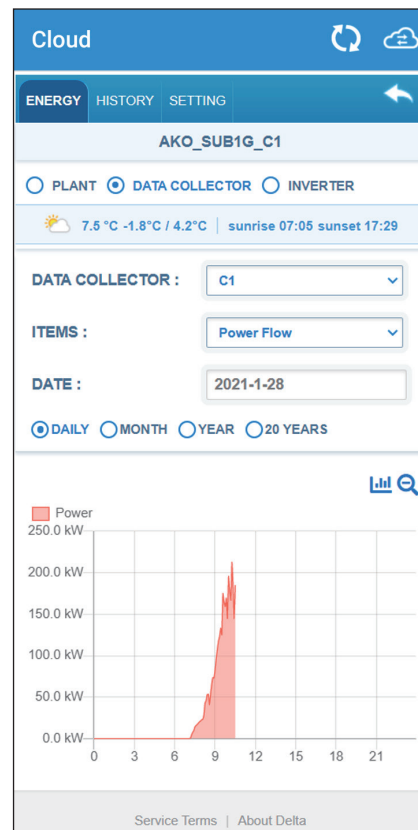 Cloud
ENERGY HISTORY SETTING
AKO_SUB1G_C1
PLANT DATA COLLECTOR INVERTER
7.5 °C -1.8°C / 4.2°C | sunrise 07:05 sunset 17:29
DATA COLLECTOR : C1
ITEMS : Power Flow
DATE : 2021-1-28
DAILY MONTH YEAR 20 YEARS
Power
250.0 kW
200.0 kW
150.0 kW
100.0 kW
50.0 kW
0.0 kW
0 3 6 9 12 15 18 21
Service Terms | About Delta